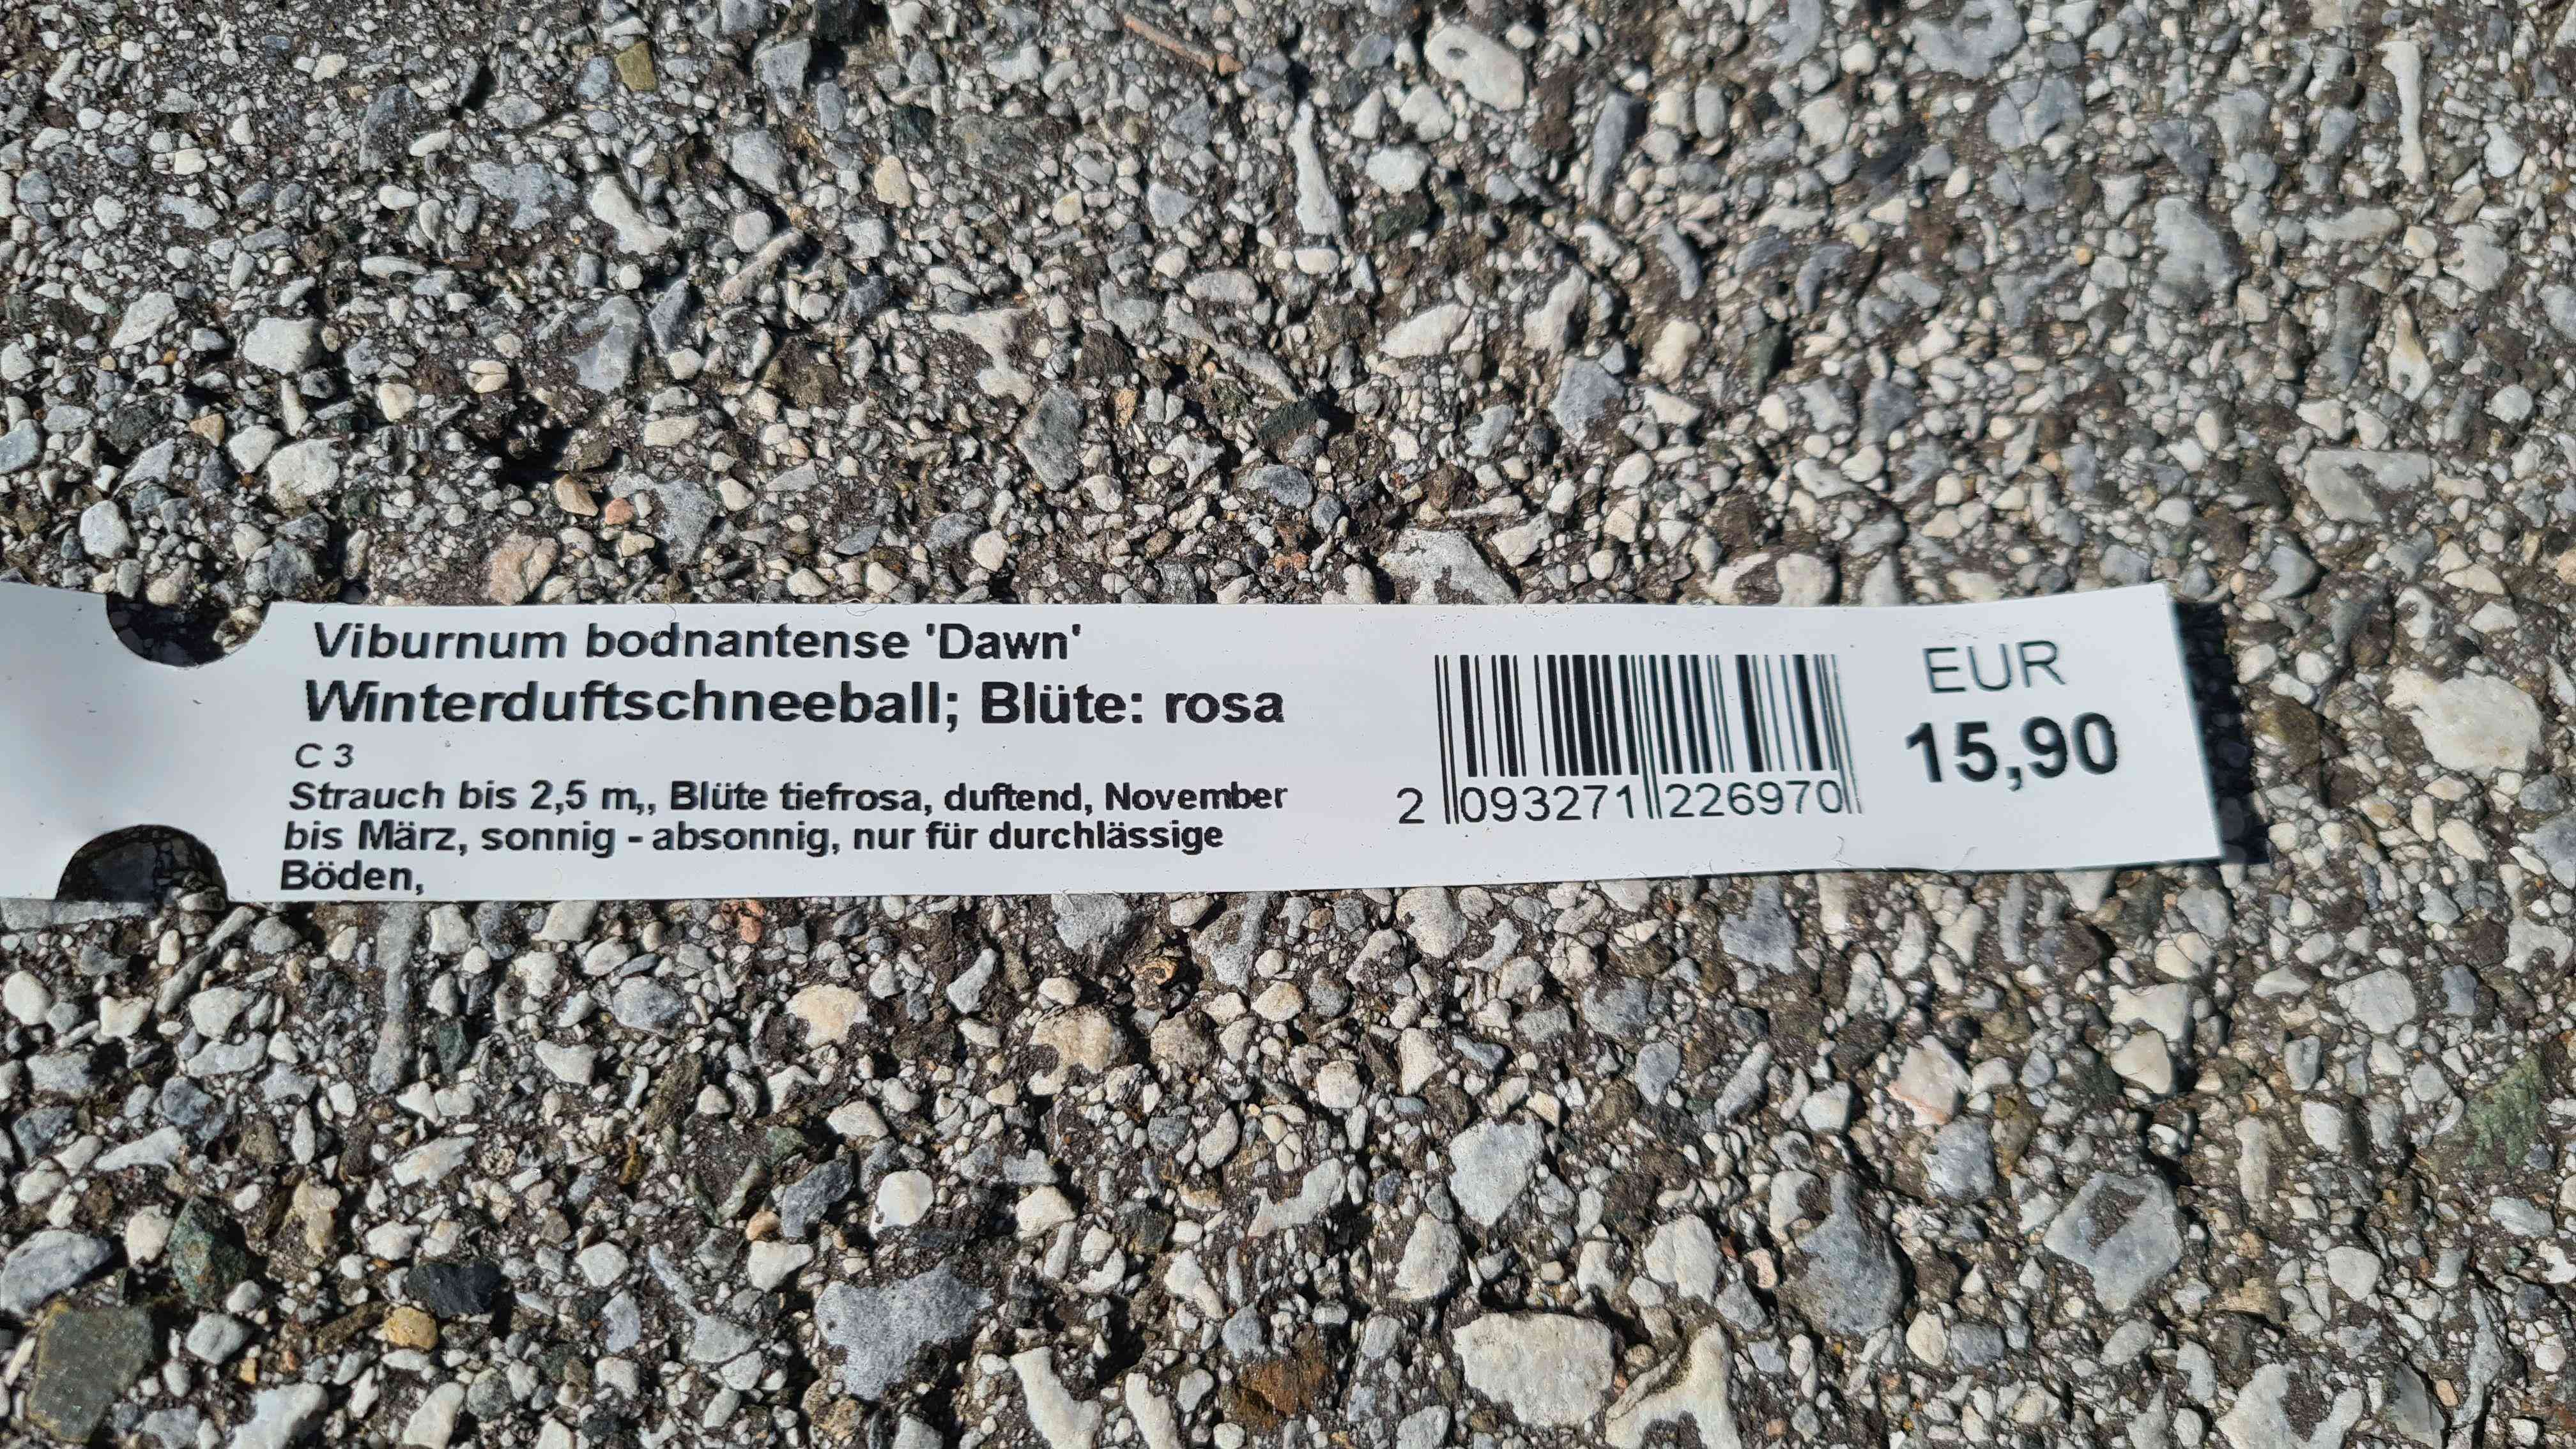 Viburnum bodnantense 'Dawn'
Winterduftschneeball; Blüte: rosa
C 3
Strauch bis 2,5 m,, Blüte tiefrosa, duftend, November
bis März, sonnig - absonnig, nur für durchlässige
Böden,
2 093271 226970
EUR
15,90